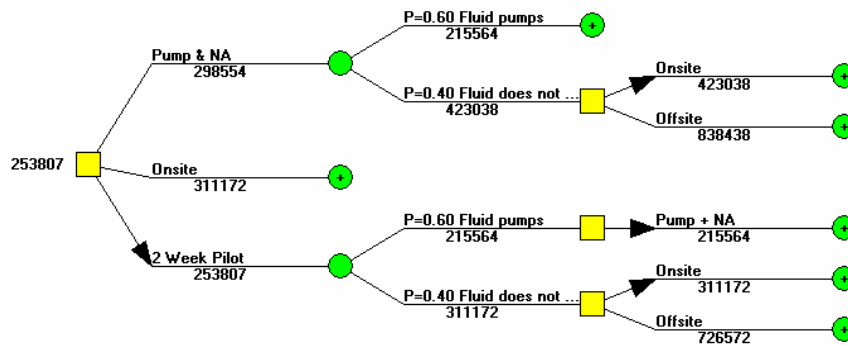 P=0.60 Fluid pumps
215564
Pump & NA
298554
Onsite
423038
P=0.40 Fluid does not ...
423038
Offsite
838438
253807
Onsite
311172
P=0.60 Fluid pumps
215564
Pump + NA
215564
2 Week Pilot
253807
Onsite
311172
P=0.40 Fluid does not ...
311172
Offsite
726572